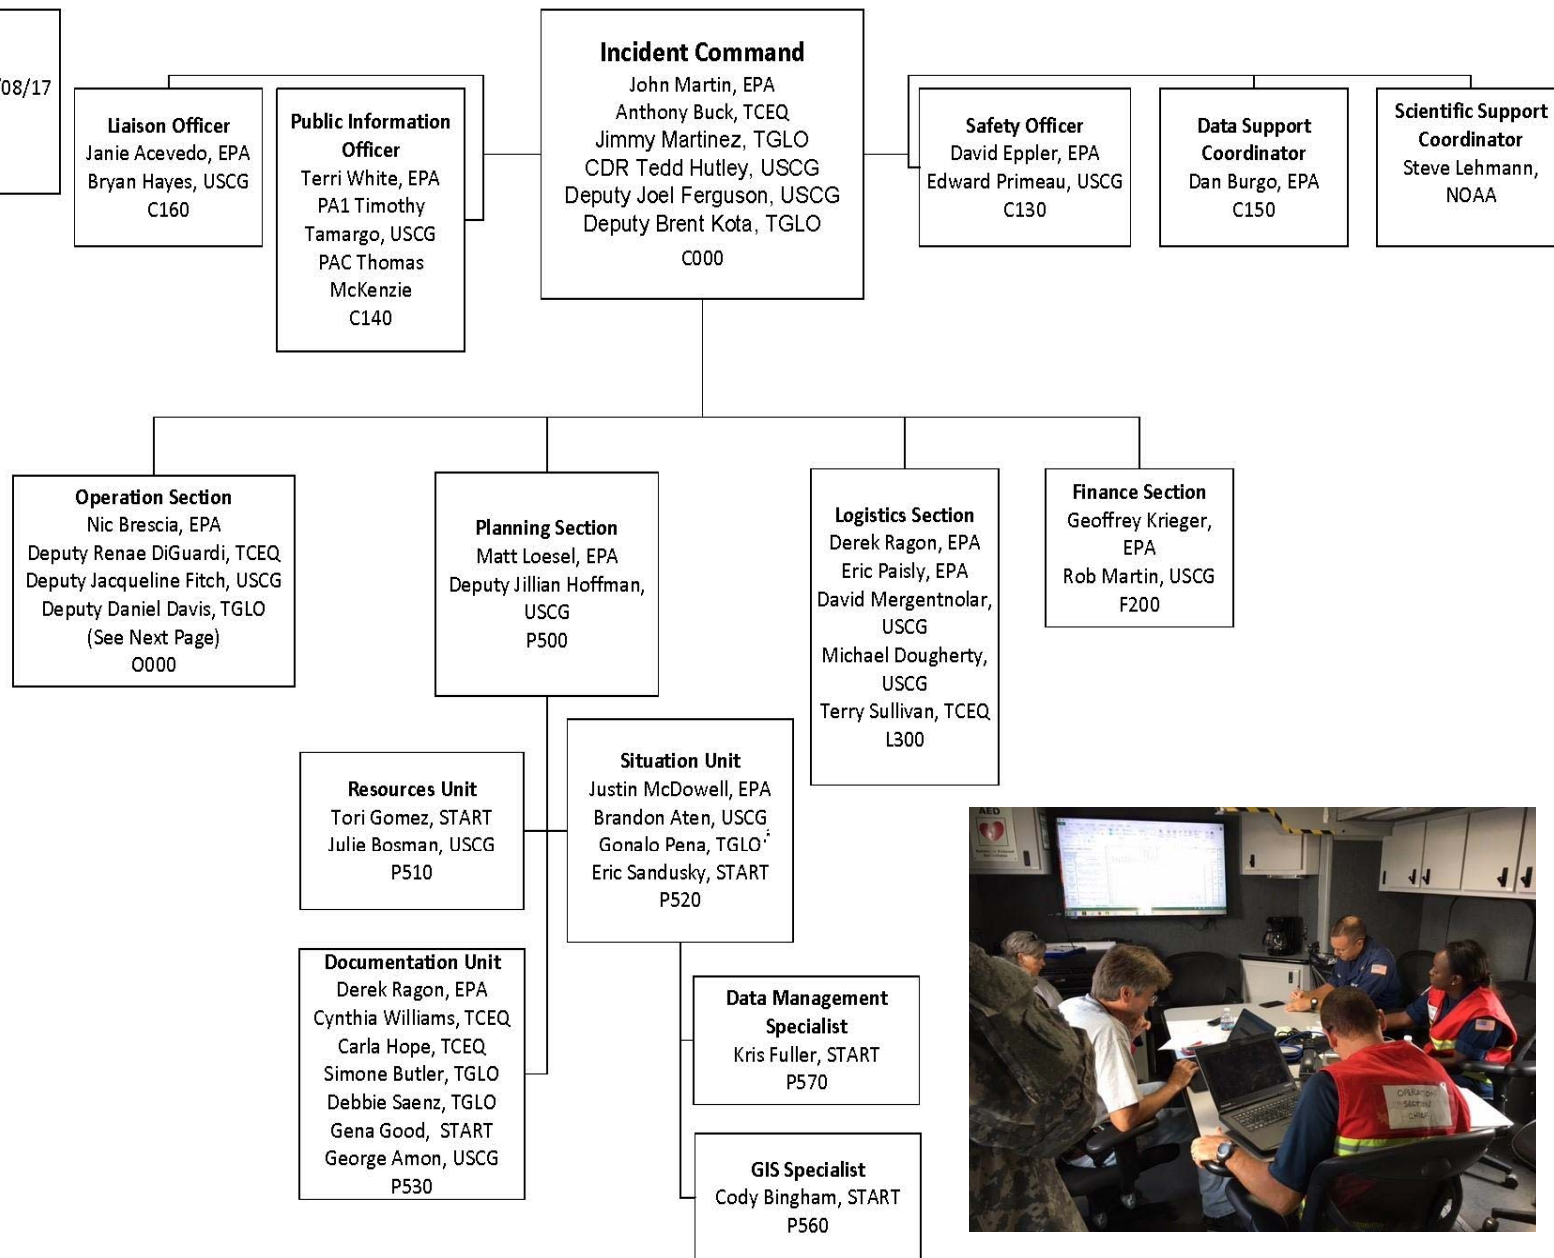 /08/17
Liaison Officer
Janie Acevedo, EPA
Bryan Hayes, USCG
C160
Public Information
Officer
Terri White, EPA
PA1 Timothy
Tamargo, USCG
PAC Thomas
McKenzie
C140
Incident Command
John Martin, EPA
Anthony Buck, TCEQ
Jimmy Martinez, TGLO
CDR Tedd Hutley, USCG
Deputy Joel Ferguson, USCG
Deputy Brent Kota, TGLO
C000
Safety Officer
David Eppler, EPA
Edward Primeau, USCG
C130
Data Support
Coordinator
Dan Burgo, EPA
C150
Scientific Support
Coordinator
Steve Lehmann,
NOAA
Operation Section
Nic Brescia, EPA
Deputy Renae DiGuardi, TCEQ
Deputy Jacqueline Fitch, USCG
Deputy Daniel Davis, TGLO
(See Next Page)
O000
Planning Section
Matt Loesel, EPA
Deputy Jillian Hoffman,
USCG
P500
Logistics Section
Derek Ragon, EPA
Eric Paisly, EPA
David Mergentnolar,
USCG
Michael Dougherty,
USCG
Terry Sullivan, TCEQ
L300
Finance Section
Geoffrey Krieger,
EPA
Rob Martin, USCG
F200
Resources Unit
Tori Gomez, START
Julie Bosman, USCG
P510
Situation Unit
Justin McDowell, EPA
Brandon Aten, USCG
Gonalo Pena, TGLO
Eric Sandusky, START
P520
Documentation Unit
Derek Ragon, EPA
Cynthia Williams, TCEQ
Carla Hope, TCEQ
Simone Butler, TGLO
Debbie Saenz, TGLO
Gena Good, START
George Amon, USCG
P530
Data Management
Specialist
Kris Fuller, START
P570
GIS Specialist
Cody Bingham, START
P560
AED
OPERATION
SECTION
CHIEF